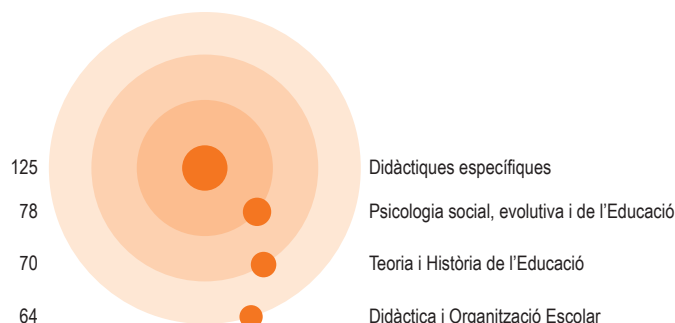 125 Didàctiques específiques
78 Psicologia social, evolutiva i de l’Educació
70 Teoria i Història de l’Educació
64 Didàctica i Organització Escolar